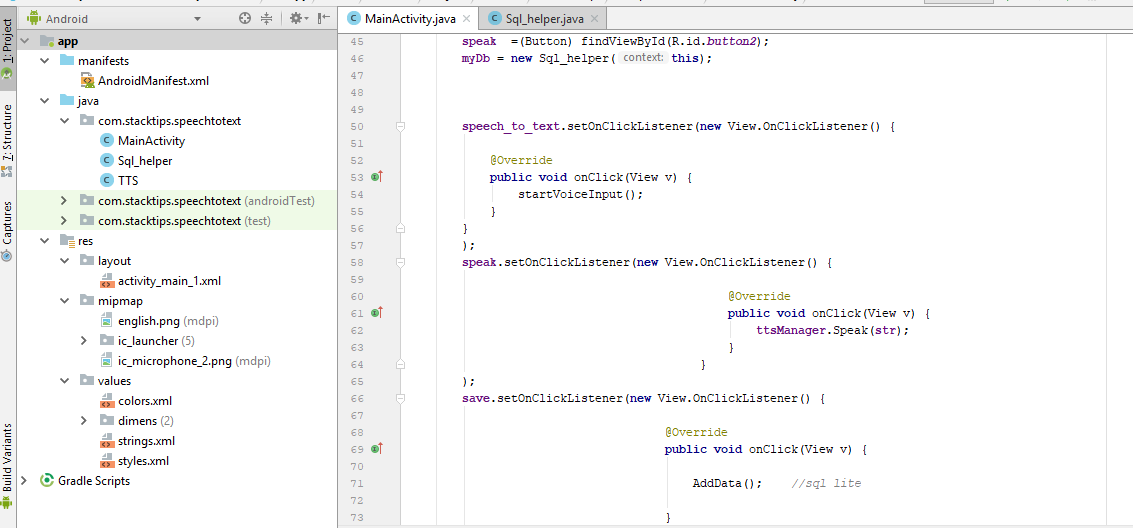 Android
MainActivity.java
Sql_helper.java
1: Project
7: Structure
Captures
Build Variants
app
manifests
AndroidManifest.xml
java
com.stacktips.speechtotext
MainActivity
Sql_helper
TTS
com.stacktips.speechtotext (androidTest)
com.stacktips.speechtotext (test)
res
layout
activity_main_1.xml
mipmap
english.png (mdpi)
ic_launcher (5)
ic_microphone_2.png (mdpi)
values
colors.xml
dimens (2)
strings.xml
styles.xml
Gradle Scripts
45 speak  =(Button) findViewById(R.id.button2);
46 myDb = new Sql_helper( context: this);
47
48
49
50 speech_to_text.setOnClickListener(new View.OnClickListener() {
51
52 @Override
53 public void onClick(View v) {
54 startVoiceInput();
55 }
56 }
57 );
58 speak.setOnClickListener(new View.OnClickListener() {
59
60 @Override
61 public void onClick(View v) {
62 ttsManager.Speak(str);
63 }
64 }
65 );
66 save.setOnClickListener(new View.OnClickListener() {
67
68 @Override
69 public void onClick(View v) {
70
71 AddData();    //sql lite
72
73 }